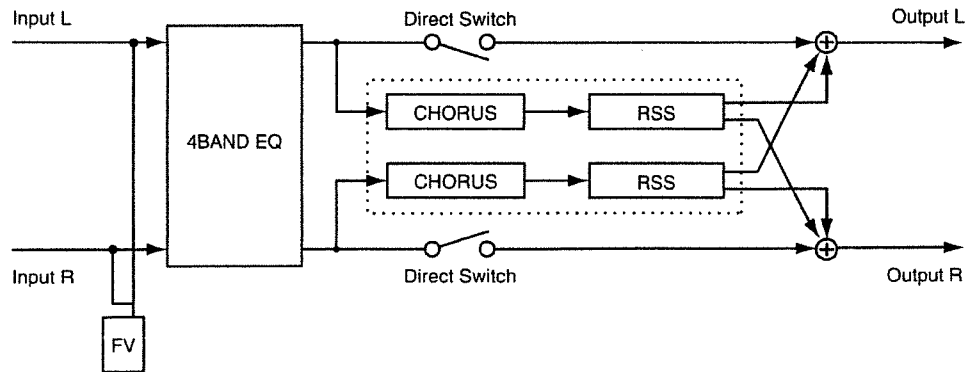 Input L
Direct Switch
Output L
4BAND EQ
CHORUS
RSS
CHORUS
RSS
Input R
Direct Switch
Output R
FV